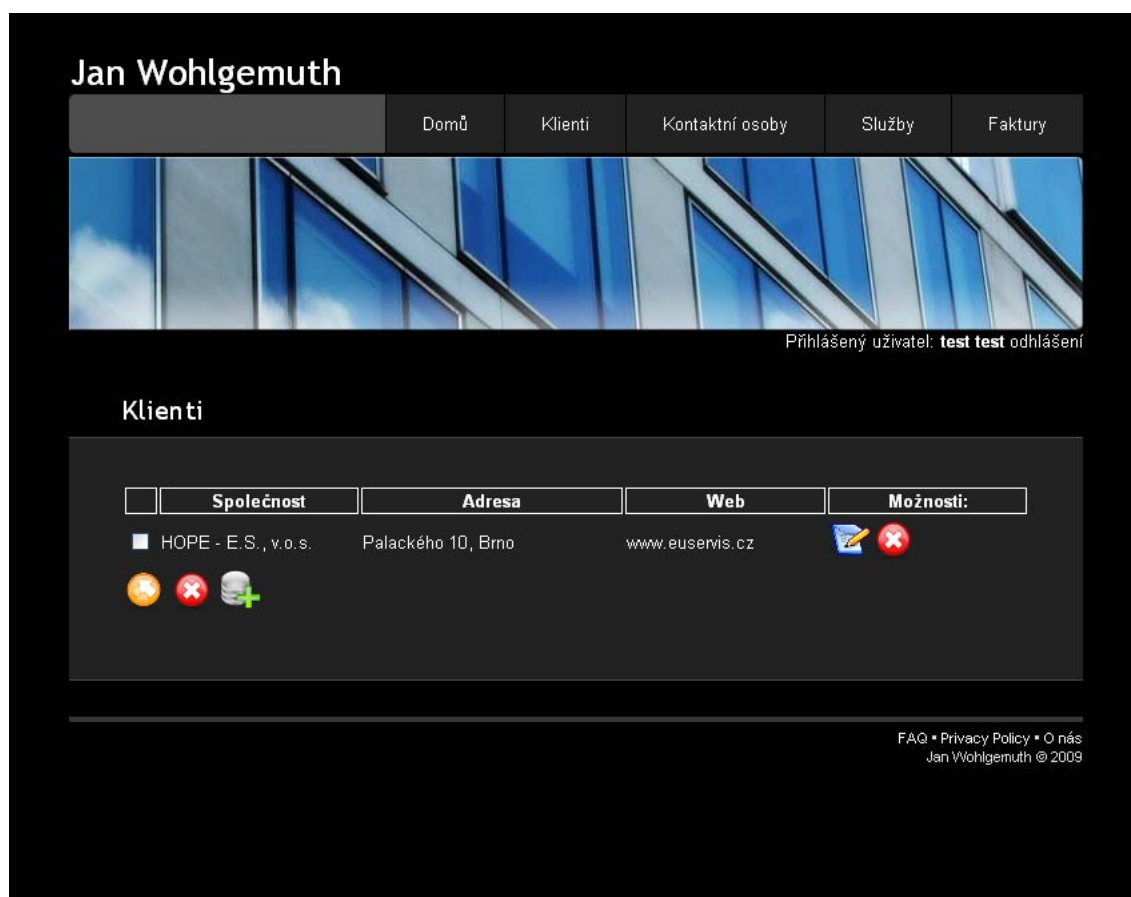 Jan Wohlgemuth
Domů Klienti Kontaktní osoby Služby Faktury
Přihlášený uživatel: test test odhlášení
Klienti
Společnost Adresa Web Možnosti:
HOPE - E.S., v.o.s. Palackého 10, Brno www.euservis.cz
FAQ ▪ Privacy Policy ▪ O nás
Jan Wohlgemuth © 2009